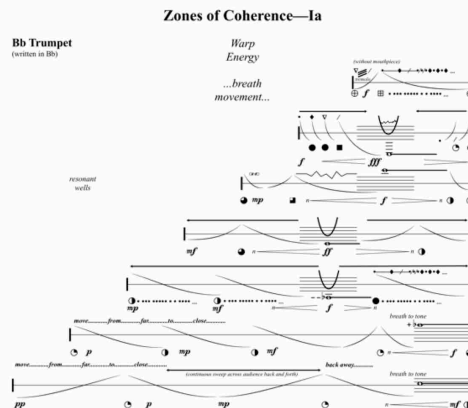 Zones of Coherence—Ia
Bb Trumpet
(written in Bb)
Warp
Energy
...breath
movement...
(without mouthpiece)
f
f fff
resonant
wells
mp n f n
mf n ff n
mp mf n f
move...........from...........far...........to...........close........... breath to tone
p mp mf n f
move...........from...........far...........to...........close........... back away...........
(continuous sweep across audience back and forth) breath to tone
pp p mp n mf